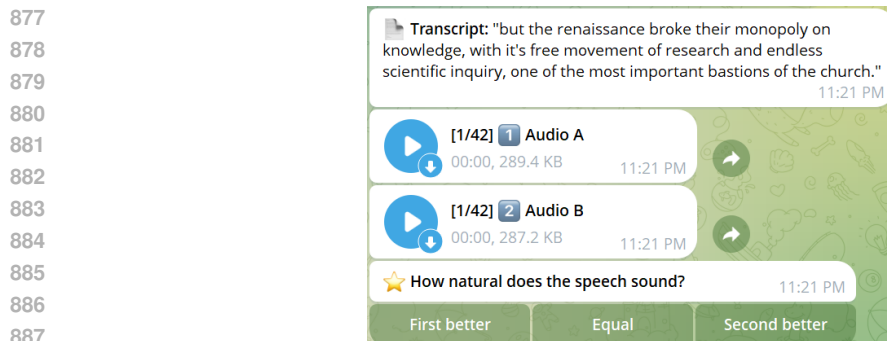 877
878
879
880
881
882
883
884
885
886
887
Transcript: "but the renaissance broke their monopoly on
knowledge, with it's free movement of research and endless
scientific inquiry, one of the most important bastions of the church."
11:21 PM
[1/42] 1 Audio A
00:00, 289.4 KB
11:21 PM
[1/42] 2 Audio B
00:00, 287.2 KB
11:21 PM
How natural does the speech sound?
11:21 PM
First better
Equal
Second better